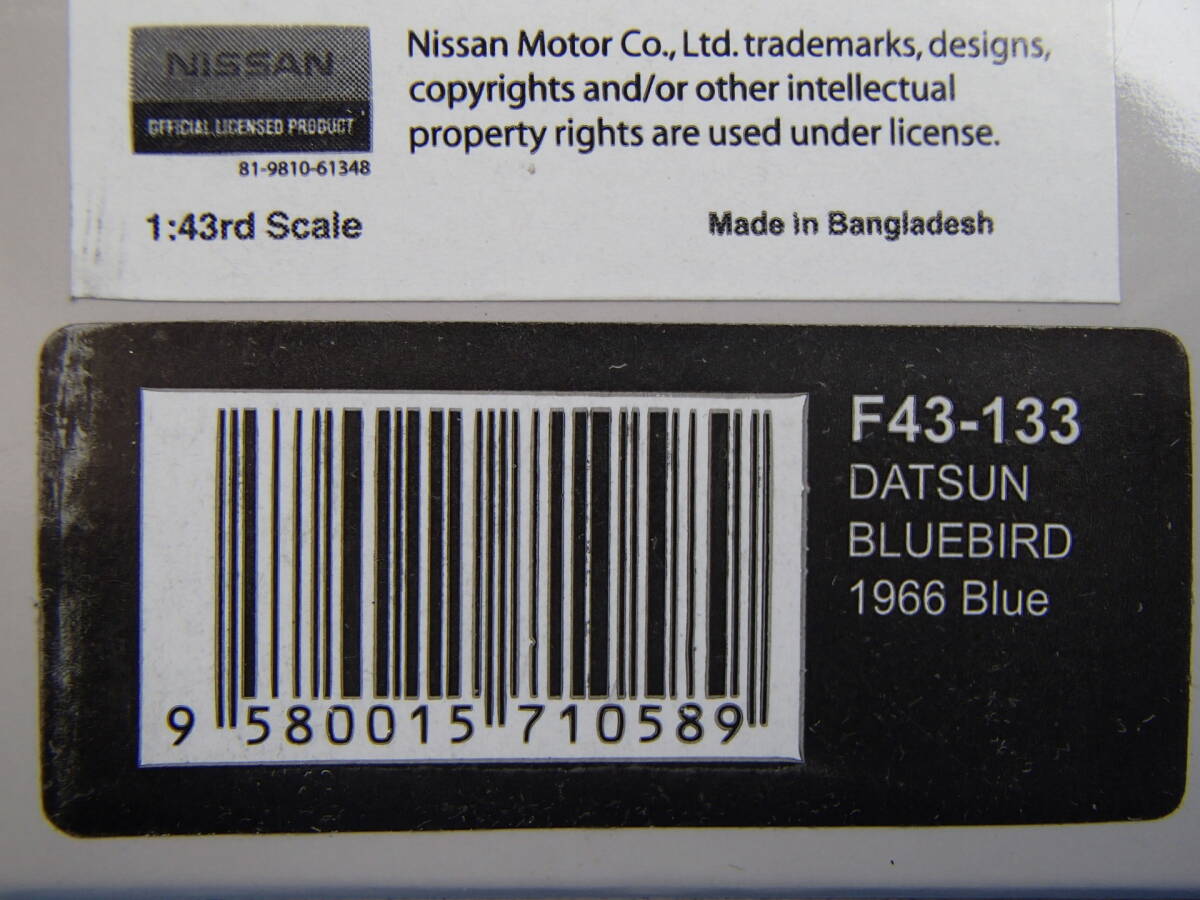 NISSAN
OFFICIAL LICENSED PRODUCT
81-9810-61348
Nissan Motor Co., Ltd. trademarks, designs,
copyrights and/or other intellectual
property rights are used under license.
1:43rd Scale
Made in Bangladesh
F43-133
DATSUN
BLUEBIRD
1966 Blue
9 580015 710589